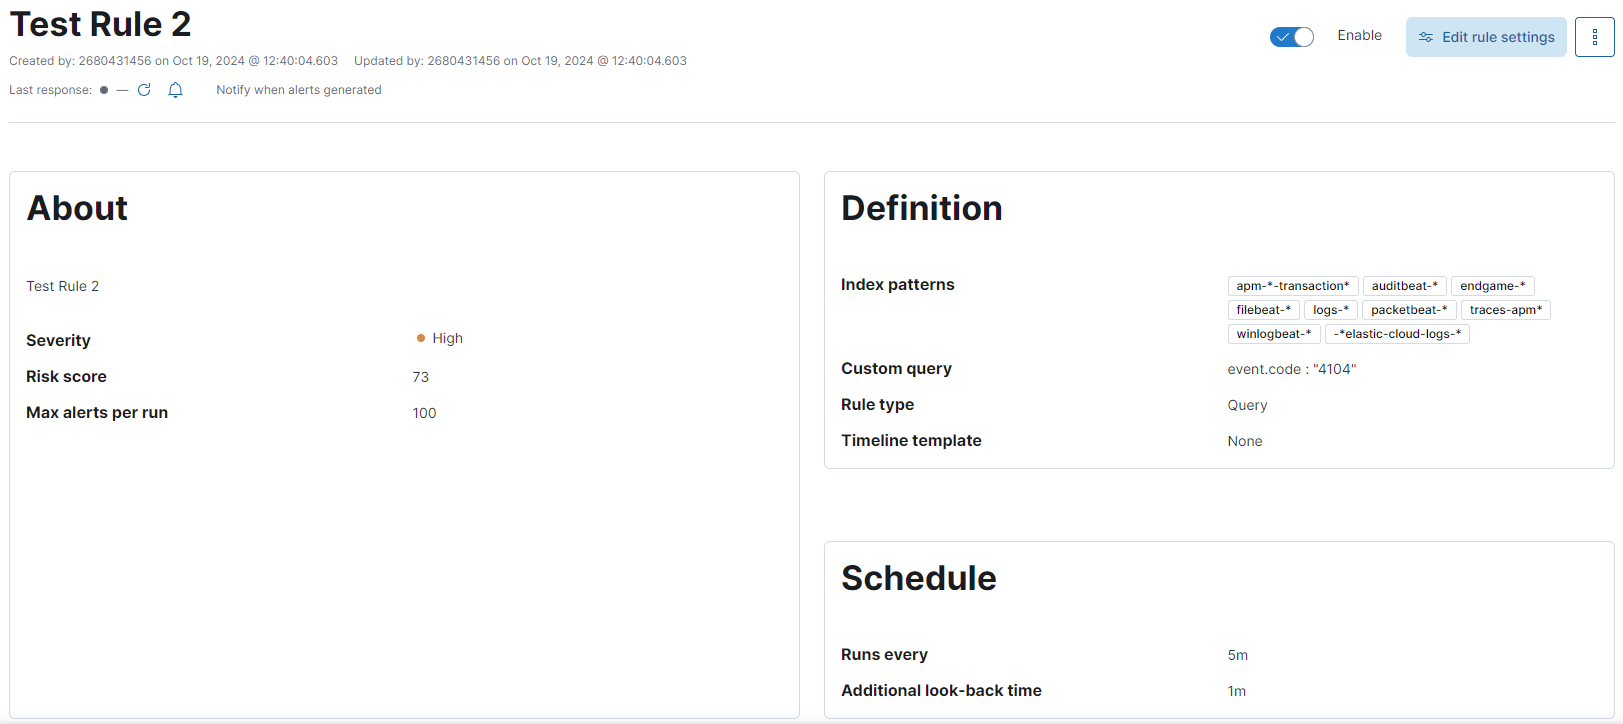 Test Rule 2
Enable
Edit rule settings
Created by: 2680431456 on Oct 19, 2024 @ 12:40:04.603 Updated by: 2680431456 on Oct 19, 2024 @ 12:40:04.603
Last response: — Notify when alerts generated
About
Test Rule 2
Severity High
Risk score 73
Max alerts per run 100
Definition
Index patterns apm-*-transaction* auditbeat-* endgame-*
filebeat-* logs-* packetbeat-* traces-apm*
winlogbeat-* -*elastic-cloud-logs-*
Custom query event.code : "4104"
Rule type Query
Timeline template None
Schedule
Runs every 5m
Additional look-back time 1m